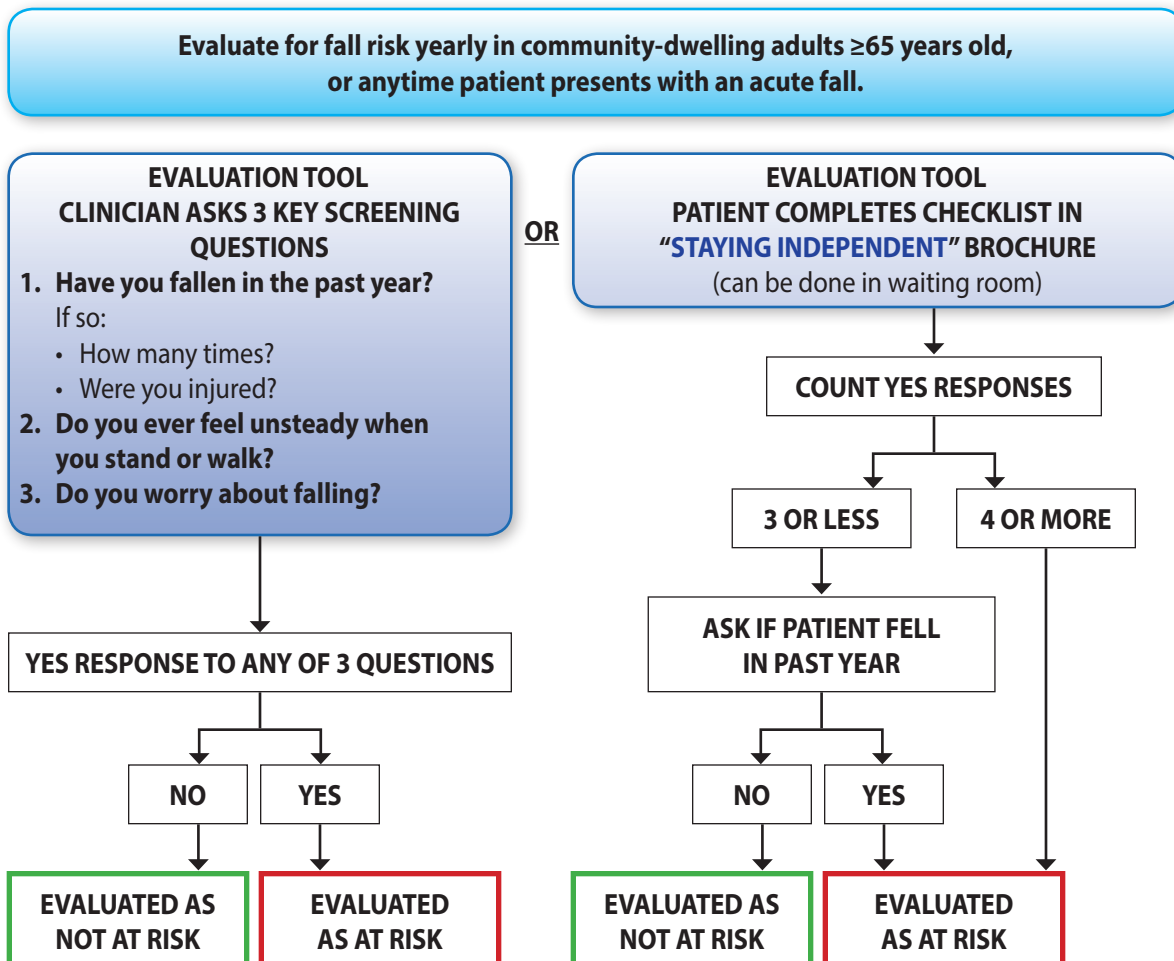 Evaluate for fall risk yearly in community-dwelling adults ≥65 years old,
or anytime patient presents with an acute fall.
EVALUATION TOOL
CLINICIAN ASKS 3 KEY SCREENING
QUESTIONS
1. Have you fallen in the past year?
If so:
• How many times?
• Were you injured?
2. Do you ever feel unsteady when
you stand or walk?
3. Do you worry about falling?
OR
EVALUATION TOOL
PATIENT COMPLETES CHECKLIST IN
“STAYING INDEPENDENT” BROCHURE
(can be done in waiting room)
COUNT YES RESPONSES
3 OR LESS
4 OR MORE
ASK IF PATIENT FELL
IN PAST YEAR
YES RESPONSE TO ANY OF 3 QUESTIONS
NO
YES
NO
YES
EVALUATED AS
NOT AT RISK
EVALUATED
AS AT RISK
EVALUATED AS
NOT AT RISK
EVALUATED
AS AT RISK